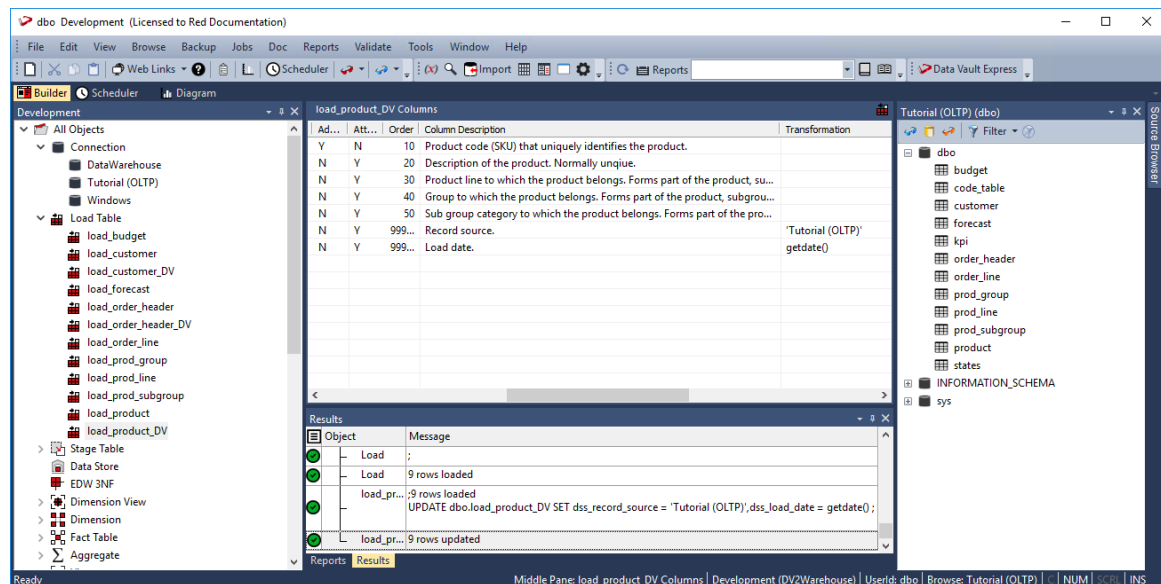 dbo Development (Licensed to Red Documentation)
File Edit View Browse Backup Jobs Doc Reports Validate Tools Window Help
Web Links Scheduler Import Reports Data Vault Express
Builder Scheduler Diagram
Development
All Objects
Connection
DataWarehouse
Tutorial (OLTP)
Windows
Load Table
load_budget
load_customer
load_customer_DV
load_forecast
load_order_header
load_order_header_DV
load_order_line
load_prod_group
load_prod_line
load_prod_subgroup
load_product
load_product_DV
Stage Table
Data Store
EDW 3NF
Dimension View
Dimension
Fact Table
Aggregate
load_product_DV Columns
Ad... Att... Order Column Description Transformation
Y N 10 Product code (SKU) that uniquely identifies the product.
N Y 20 Description of the product. Normally unqiue.
N Y 30 Product line to which the product belongs. Forms part of the product, su...
N Y 40 Group to which the product belongs. Forms part of the product, subgrou...
N Y 50 Sub group category to which the product belongs. Forms part of the pro...
N Y 999... Record source. 'Tutorial (OLTP)'
N Y 999... Load date. getdate()
Results
Object Message
Load ;
Load 9 rows loaded
load_pr... ;9 rows loaded
UPDATE dbo.load_product_DV SET dss_record_source = 'Tutorial (OLTP)',dss_load_date = getdate() ;
load_pr... 9 rows updated
Reports Results
Tutorial (OLTP) (dbo)
Filter
dbo
budget
code_table
customer
forecast
kpi
order_header
order_line
prod_group
prod_line
prod_subgroup
product
states
INFORMATION_SCHEMA
sys
Source Browser
Ready Middle Pane: load_product_DV Columns Development (DV2Warehouse) UserId: dbo Browse: Tutorial (OLTP) C NUM SCRL INS